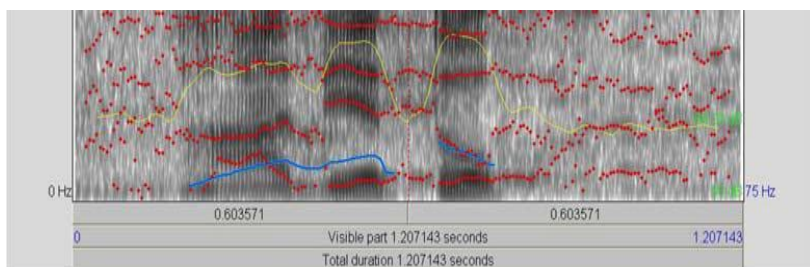 0 Hz 75 Hz
0.603571 0.603571
0 Visible part 1.207143 seconds 1.207143
Total duration 1.207143 seconds